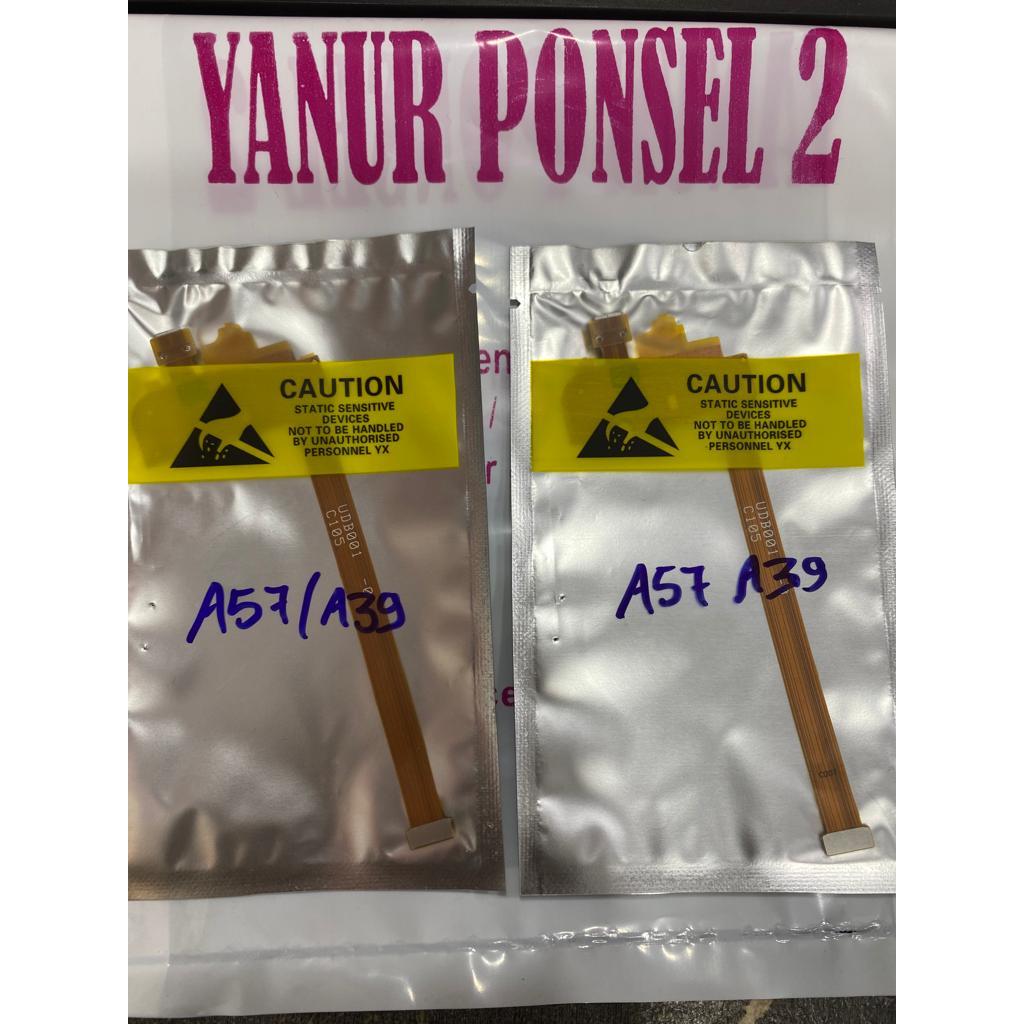 YANUR PONSEL 2
CAUTION
STATIC SENSITIVE
DEVICES
NOT TO BE HANDLED
BY UNAUTHORISED
PERSONNEL YX
UDB001
C105
A57/A39
CAUTION
STATIC SENSITIVE
DEVICES
NOT TO BE HANDLED
BY UNAUTHORISED
PERSONNEL YX
UDB001
C105
A57 A39